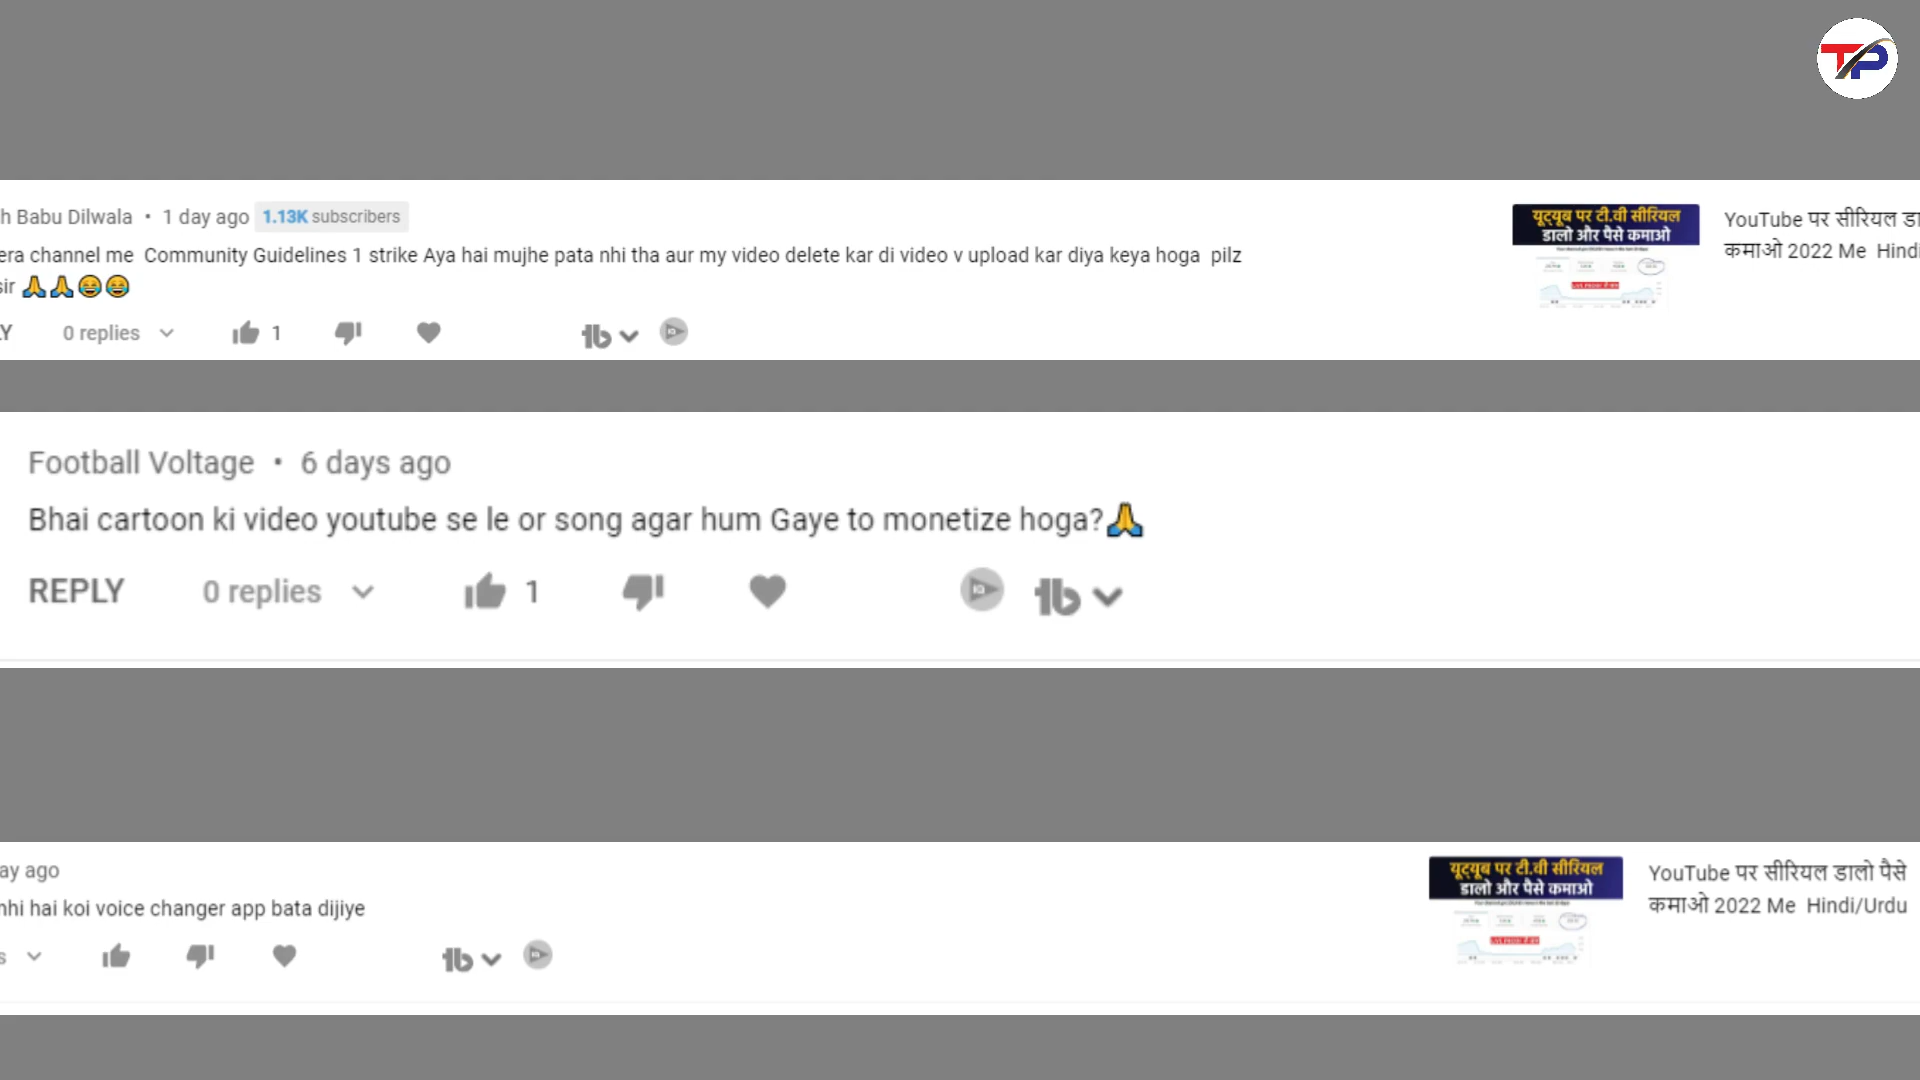 TP
h Babu Dilwala • 1 day ago 1.13K subscribers
era channel me Community Guidelines 1 strike Aya hai mujhe pata nhi tha aur my video delete kar di video v upload kar diya keya hoga pilz
sir 🙏🙏😂😂
LY 0 replies 1
यूट्यूब पर टी.वी सीरियल
डालो और पैसे कमाओ
YouTube पर सीरियल डा
कमाओ 2022 Me Hindi
Football Voltage • 6 days ago
Bhai cartoon ki video youtube se le or song agar hum Gaye to monetize hoga?🙏
REPLY 0 replies 1
ay ago
nhi hai koi voice changer app bata dijiye
s
यूट्यूब पर टी.वी सीरियल
डालो और पैसे कमाओ
YouTube पर सीरियल डालो पैसे
कमाओ 2022 Me Hindi/Urdu